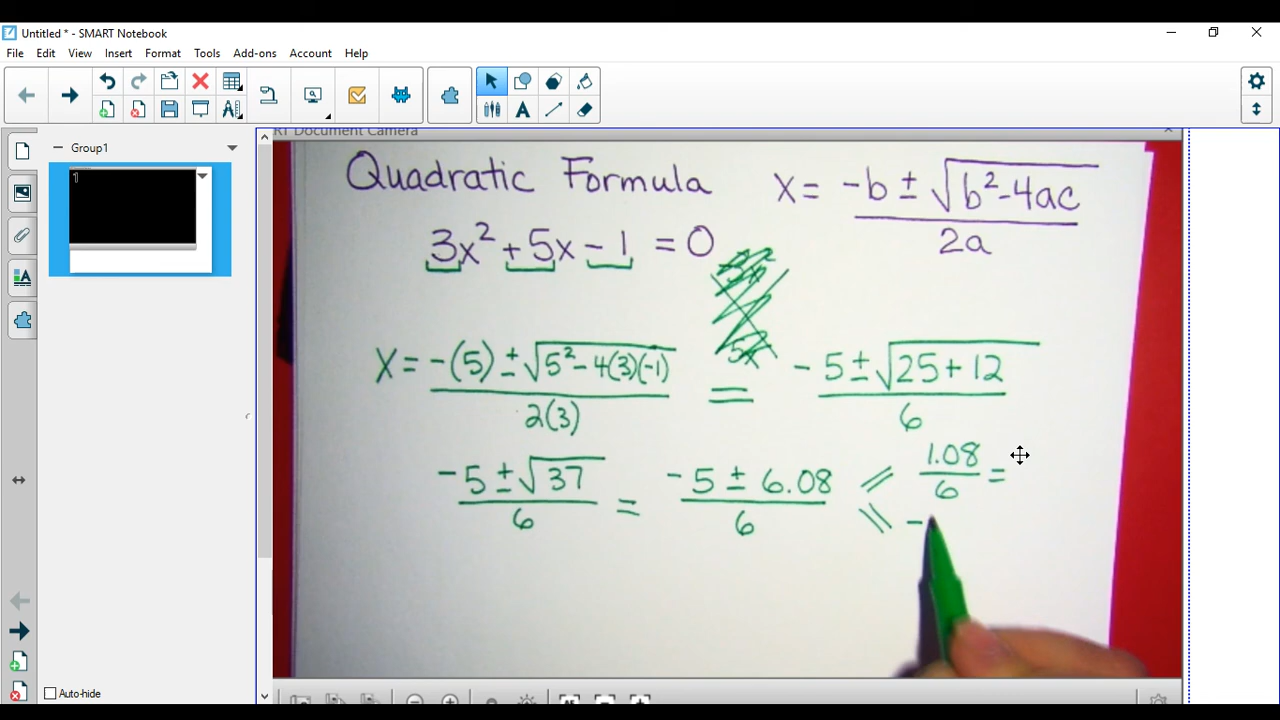 Untitled * - SMART Notebook
File Edit View Insert Format Tools Add-ons Account Help
Group1
RT Document Camera
Quadratic Formula x = -b ± √(b² - 4ac) / 2a
3x² + 5x - 1 = 0
x = -(5) ± √(5² - 4(3)(-1)) / 2(3) = -5 ± √(25 + 12) / 6
-5 ± √37 / 6 = -5 ± 6.08 / 6 = 1.08 / 6 =
= -
Auto-hide